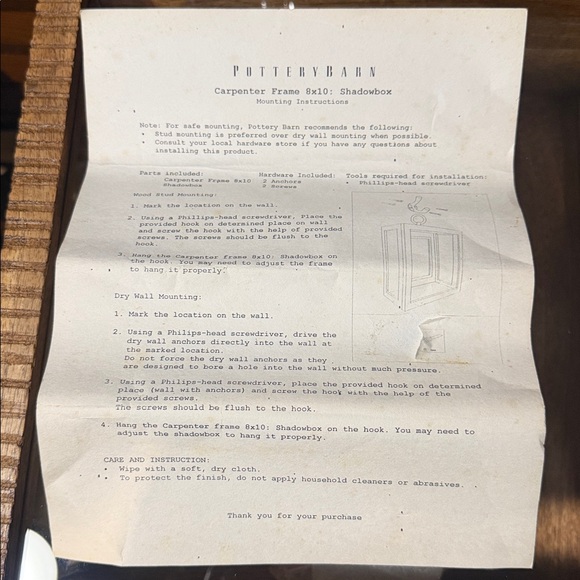 POTTERY BARN
Carpenter Frame 8x10: Shadowbox
Mounting Instructions
Note: For safe mounting, Pottery Barn recommends the following:
• Stud mounting is preferred over dry wall mounting when possible.
• Consult your local hardware store if you have any questions about
installing this product.
Parts included: Hardware Included: Tools required for installation:
Carpenter Frame 8x10 2 Anchors • Phillips-head screwdriver
Shadowbox 2 Screws
Wood Stud Mounting:
1. Mark the location on the wall.
2. Using a Phillips-head screwdriver, Place the
provided hook on determined place on wall
and screw the hook with the help of provided
screws. The screws should be flush to the
hook.
3. Hang the Carpenter frame 8x10: Shadowbox on
the hook. You may need to adjust the frame
to hang it properly.
Dry Wall Mounting:
1. Mark the location on the wall.
2. Using a Philips-head screwdriver, drive the
dry wall anchors directly into the wall at
the marked location.
Do not force the dry wall anchors as they
are designed to bore a hole into the wall without much pressure.
3. Using a Philips-head screwdriver, place the provided hook on determined
place (wall with anchors) and screw the hook with the help of the
provided screws.
The screws should be flush to the hook.
4. Hang the Carpenter frame 8x10: Shadowbox on the hook. You may need to
adjust the shadowbox to hang it properly.
CARE AND INSTRUCTION:
• Wipe with a soft, dry cloth.
• To protect the finish, do not apply household cleaners or abrasives.
Thank you for your purchase